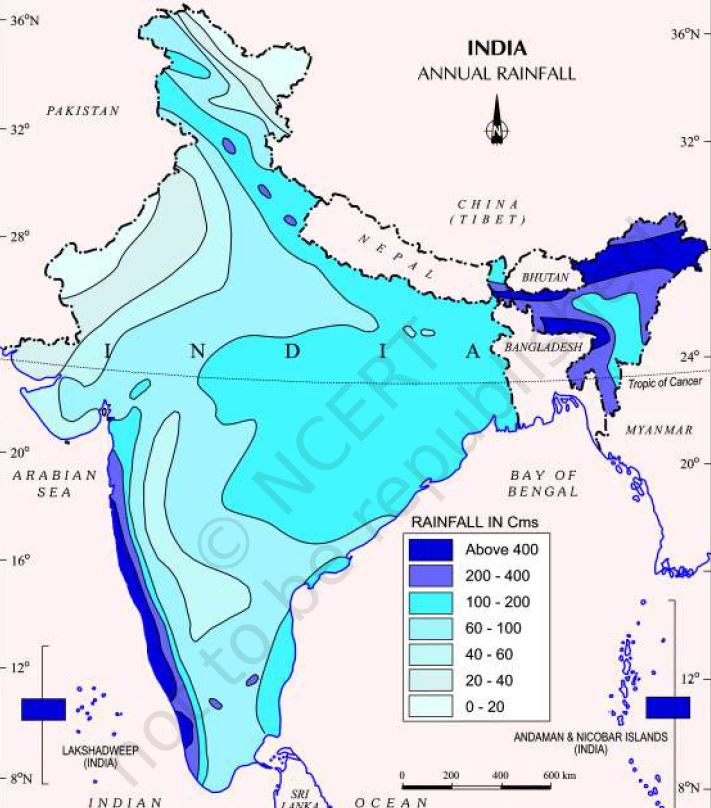 INDIA
ANNUAL RAINFALL
N
36°N
36°N
PAKISTAN
32°
32°
CHINA
(TIBET)
28°
NEPAL
BHUTAN
INDIA
BANGLADESH
24°
24°
Tropic of Cancer
MYANMAR
20°
20°
ARABIAN
SEA
BAY OF
BENGAL
RAINFALL IN Cms
Above 400
200 - 400
100 - 200
60 - 100
40 - 60
20 - 40
0 - 20
16°
12°
12°
LAKSHADWEEP
(INDIA)
ANDAMAN & NICOBAR ISLANDS
(INDIA)
8°N
8°N
0 200 400 600 km
SRI
LANKA
INDIAN OCEAN
© NCERT
not to be republished